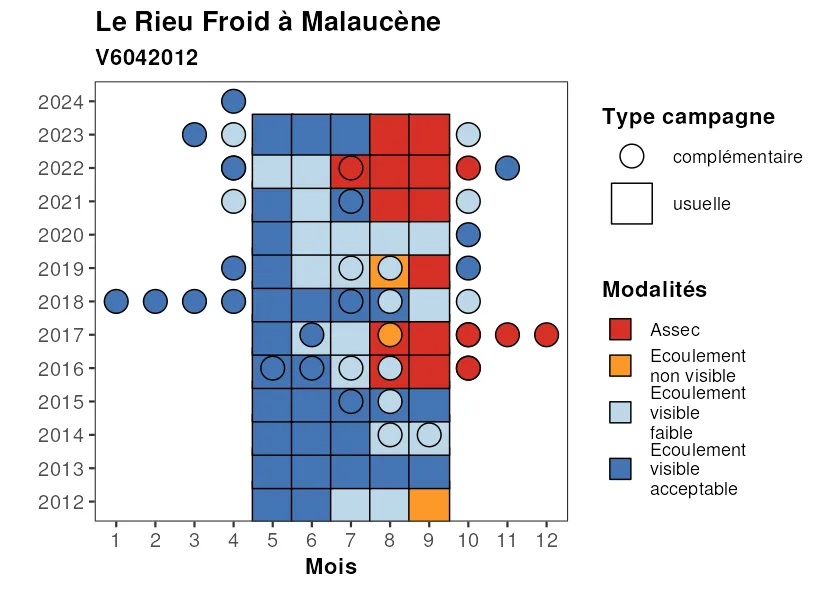 Le Rieu Froid à Malaucène
V6042012
2024
2023
2022
2021
2020
2019
2018
2017
2016
2015
2014
2013
2012
1 2 3 4 5 6 7 8 9 10 11 12
Mois
Type campagne
complémentaire
usuelle
Modalités
Assec
Ecoulement
non visible
Ecoulement
visible
faible
Ecoulement
visible
acceptable